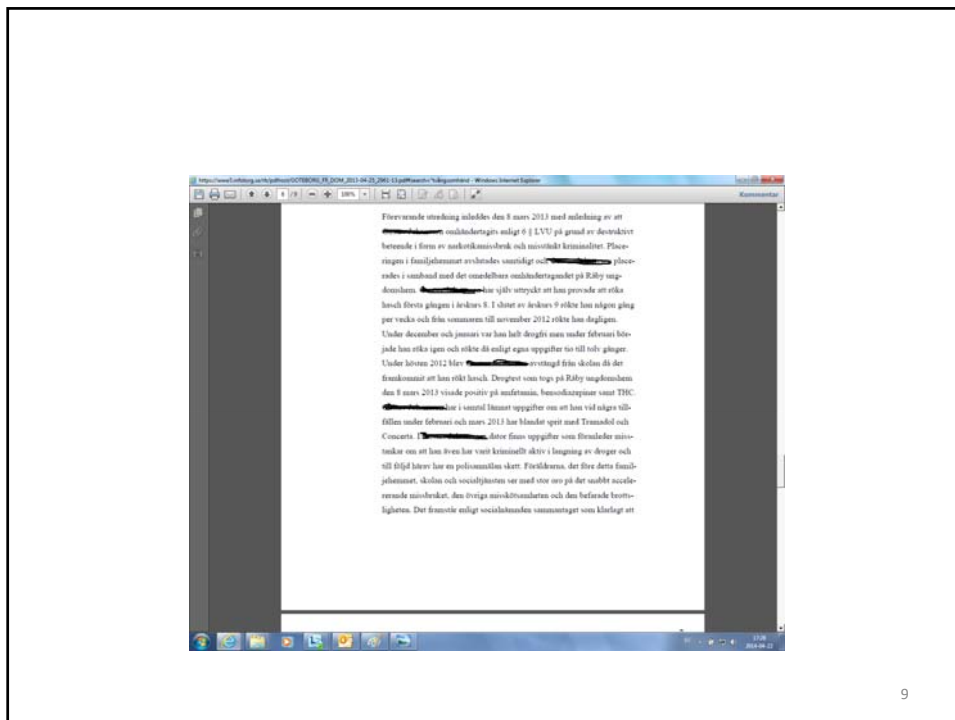 Windows Internet Explorer
100%
Kommentar
Förevarande utredning inleddes den 8 mars 2013 med anledning av att
omhändertagits enligt 6 § LVU på grund av destruktivt
beteende i form av narkotikamissbruk och misstänkt kriminalitet. Place-
ringen i familjehemmet avslutades samtidigt och place-
rades i samband med det omedelbara omhändertagandet på Råby ung-
domshem. har själv uttryckt att han provade att röka
hasch första gången i årskurs 8. I slutet av årskurs 9 rökte han någon gång
per vecka och från sommaren till november 2012 rökte han dagligen.
Under december och januari var han helt drogfri men under februari bör-
jade han röka igen och rökte då enligt egna uppgifter tio till tolv gånger.
Under hösten 2012 blev avstängd från skolan då det
framkommit att han rökt hasch. Drogtest som togs på Råby ungdomshem
den 8 mars 2013 visade positiv på amfetamin, bensodiazepiner samt THC.
har i samtal lämnat uppgifter om att han vid några till-
fällen under februari och mars 2013 har blandat sprit med Tramadol och
Concerta. I dator finns uppgifter som föranleder miss-
tankar om att han även har varit kriminellt aktiv i langning av droger och
till följd härav har en polisanmälan skett. Föräldrarna, det före detta famil-
jehemmet, skolan och socialtjänsten ser med stor oro på det snabbt accele-
rerande missbruket, den övriga misskötsamheten och den befarade brotts-
ligheten. Det framstår enligt socialnämnden sammantaget som klarlagt att
9